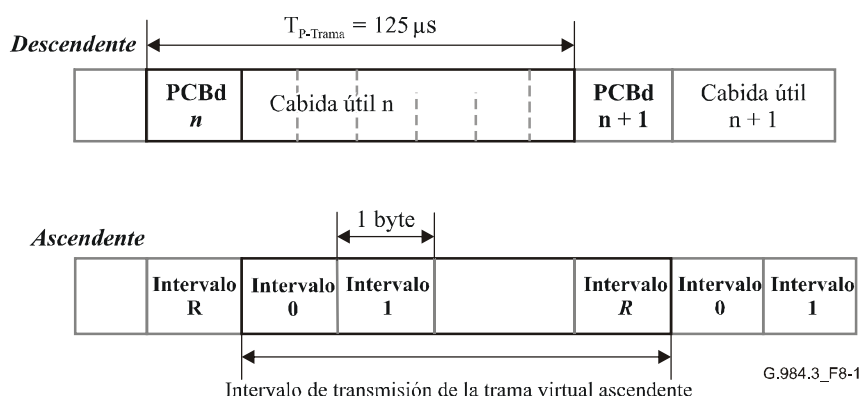 T_P-Trama = 125 µs
Descendente
PCBd
n
Cabida útil n
PCBd
n + 1
Cabida útil
n + 1
1 byte
Ascendente
Intervalo
R
Intervalo
0
Intervalo
1
Intervalo
R
Intervalo
0
Intervalo
1
G.984.3_F8-1
Intervalo de transmisión de la trama virtual ascendente